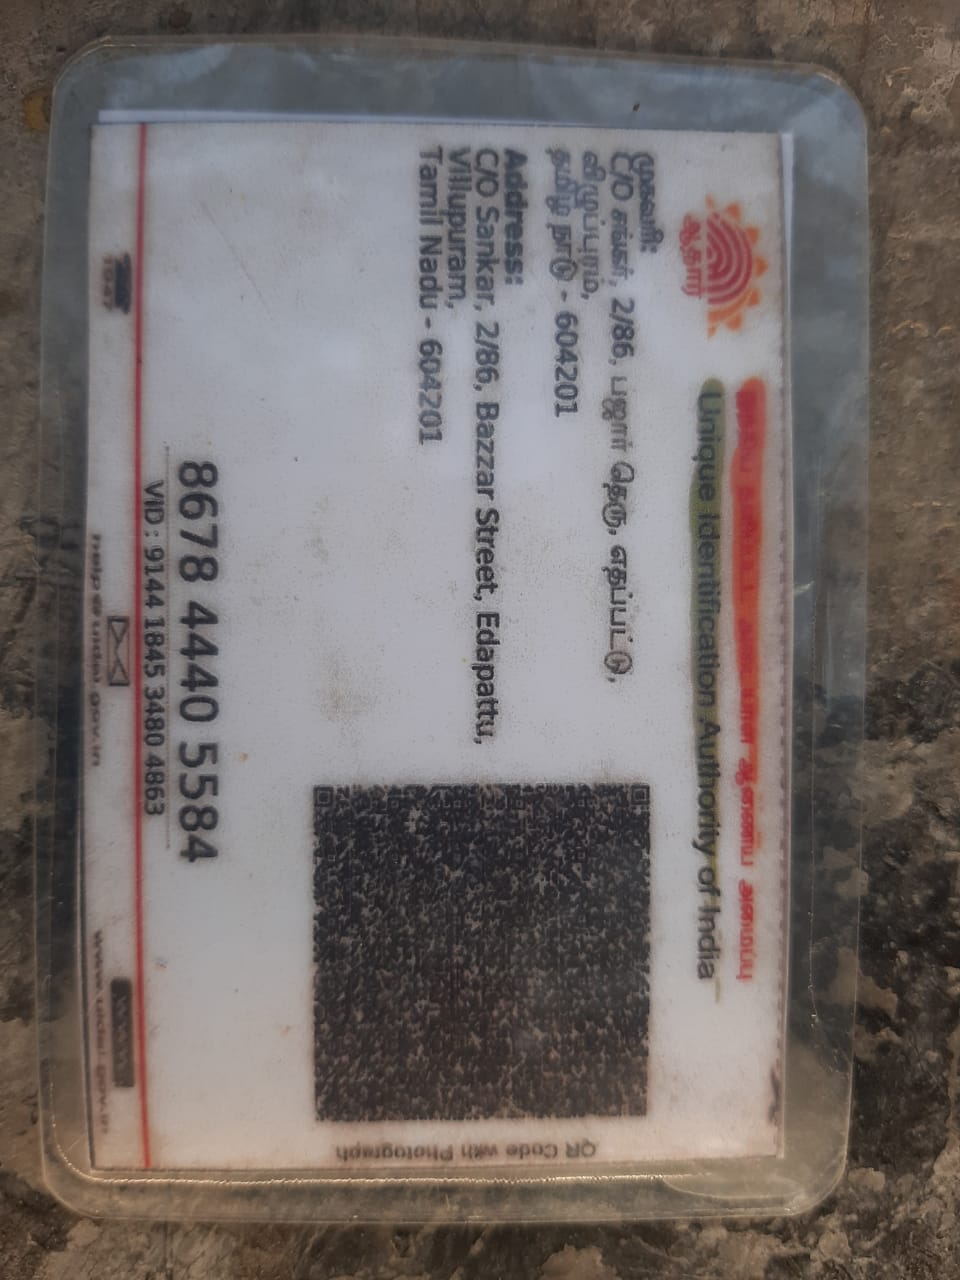 Unique Identification Authority of India
ஆதார்
முகவரி:
C/O சங்கர், 2/86, பஜார் தெரு, எதப்பட்டு,
விழுப்புரம்,
தமிழ் நாடு - 604201
Address:
C/O Sankar, 2/86, Bazzar Street, Edapattu,
Villupuram,
Tamil Nadu - 604201
QR Code with Photograph
8678 4440 5584
VID : 9144 1845 3480 4863
1947
help@uidai.gov.in
www.uidai.gov.in